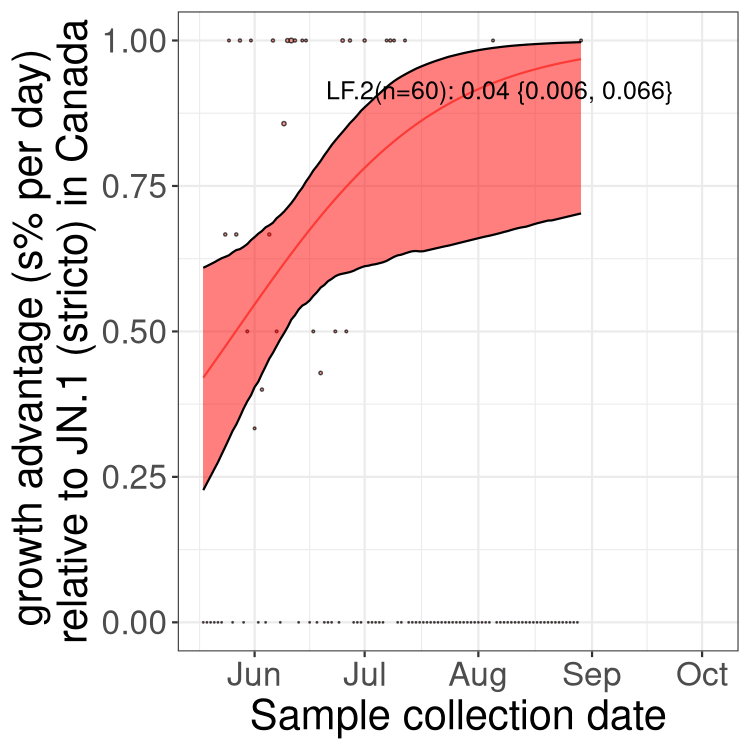 growth advantage (s% per day)
relative to JN.1 (stricto) in Canada
1.00
0.75
0.50
0.25
0.00
LF.2(n=60): 0.04 {0.006, 0.066}
Jun Jul Aug Sep Oct
Sample collection date